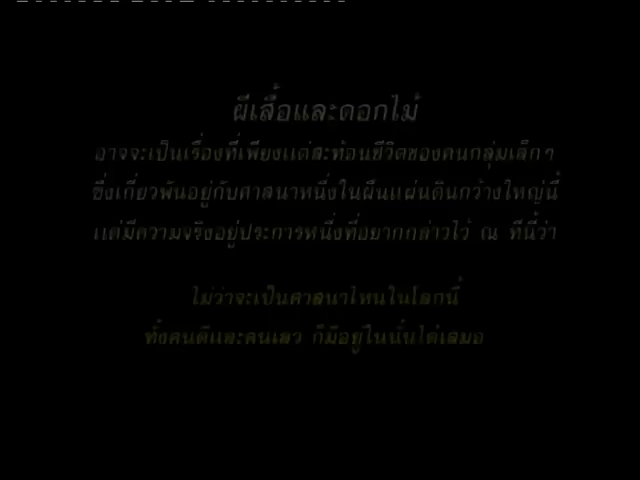 ผีเสื้อและดอกไม้
อาจจะเป็นเรื่องที่เพียงแต่สะท้อนชีวิตของคนกลุ่มเล็กๆ
ซึ่งเกี่ยวพันอยู่กับศาสนาหนึ่งในผืนแผ่นดินกว้างใหญ่นี้
แต่มีความจริงอยู่ประการหนึ่งที่อยากกล่าวไว้ ณ ที่นี้ว่า
ไม่ว่าจะเป็นศาสนาไหนในโลกนี้
ทั้งคนดีและคนเลว ก็มีอยู่ในนั้นได้เสมอ